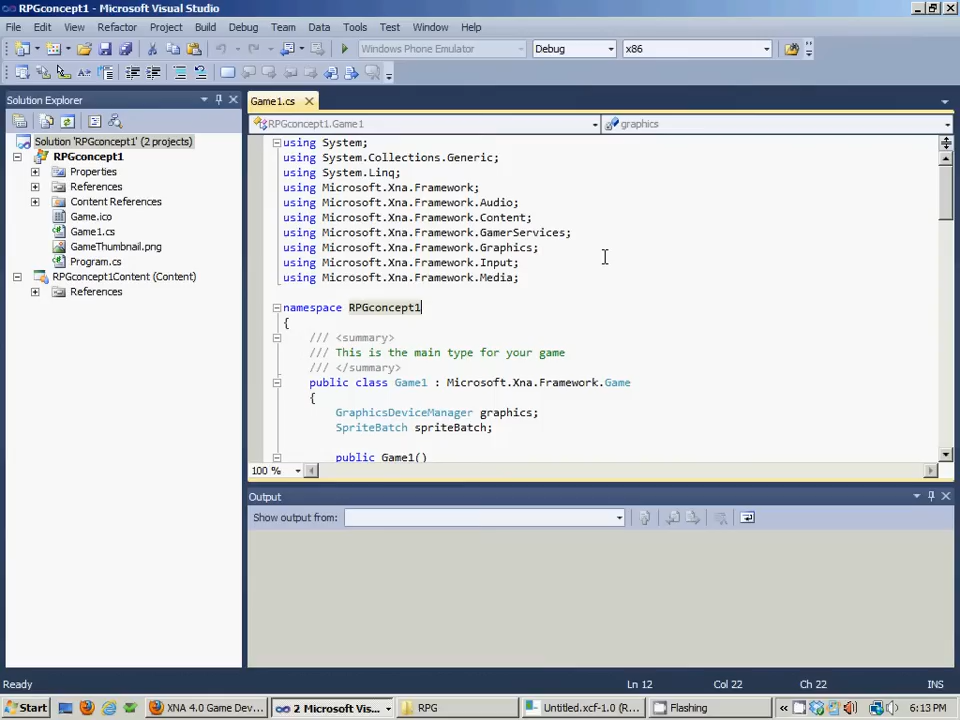 RPGconcept1 - Microsoft Visual Studio
File Edit View Refactor Project Build Debug Team Data Tools Test Window Help
Windows Phone Emulator Debug x86
Solution Explorer
Game1.cs
RPGconcept1.Game1 graphics
Solution 'RPGconcept1' (2 projects)
RPGconcept1
Properties
References
Content References
Game.ico
Game1.cs
GameThumbnail.png
Program.cs
RPGconcept1Content (Content)
References
using System;
using System.Collections.Generic;
using System.Linq;
using Microsoft.Xna.Framework;
using Microsoft.Xna.Framework.Audio;
using Microsoft.Xna.Framework.Content;
using Microsoft.Xna.Framework.GamerServices;
using Microsoft.Xna.Framework.Graphics;
using Microsoft.Xna.Framework.Input;
using Microsoft.Xna.Framework.Media;
namespace RPGconcept1
{
/// <summary>
/// This is the main type for your game
/// </summary>
public class Game1 : Microsoft.Xna.Framework.Game
{
GraphicsDeviceManager graphics;
SpriteBatch spriteBatch;
public Game1()
100 %
Output
Show output from:
Ready Ln 12 Col 22 Ch 22 INS
Start XNA 4.0 Game Dev... 2 Microsoft Vis... RPG Untitled.xcf-1.0 (R... Flashing 6:13 PM